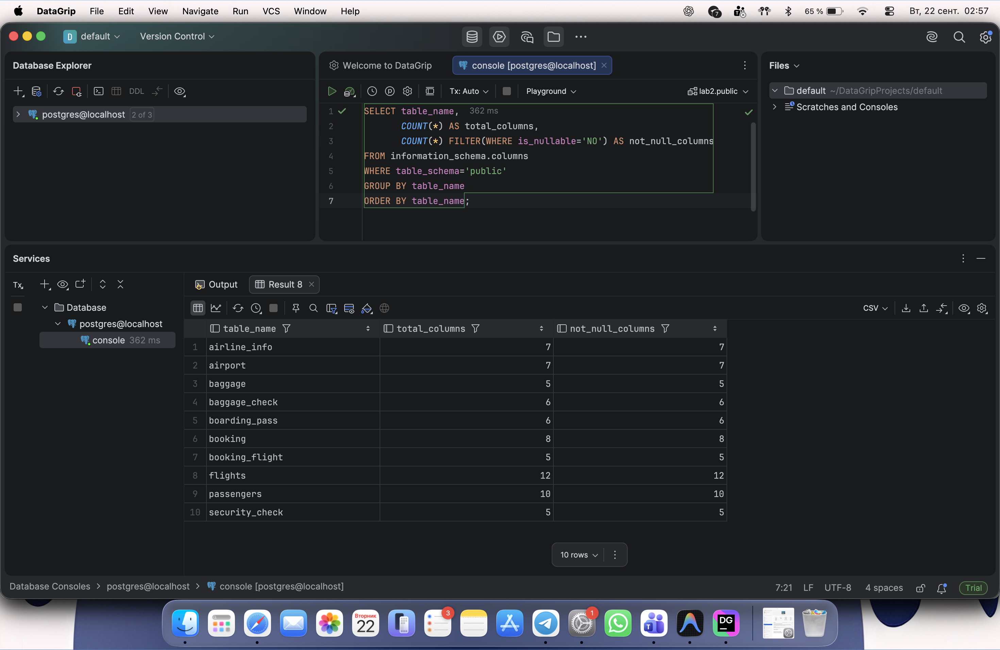 DataGrip File Edit View Navigate Run VCS Window Help 7 65 % Вт, 22 сент. 02:57
D default Version Control
Database Explorer
DDL
postgres@localhost 2 of 3
Welcome to DataGrip console [postgres@localhost]
Tx: Auto Playground lab2.public
1 SELECT table_name, 362 ms
2 COUNT(*) AS total_columns,
3 COUNT(*) FILTER(WHERE is_nullable='NO') AS not_null_columns
4 FROM information_schema.columns
5 WHERE table_schema='public'
6 GROUP BY table_name
7 ORDER BY table_name;
Files
default ~/DataGripProjects/default
Scratches and Consoles
Services
Tx
Database
postgres@localhost
console 362 ms
Output Result 8
CSV
table_name total_columns not_null_columns
1 airline_info 7 7
2 airport 7 7
3 baggage 5 5
4 baggage_check 6 6
5 boarding_pass 6 6
6 booking 8 8
7 booking_flight 5 5
8 flights 12 12
9 passengers 10 10
10 security_check 5 5
10 rows
Database Consoles > postgres@localhost > console [postgres@localhost] 7:21 LF UTF-8 4 spaces Trial
Вторник
22
3
1
T
DG